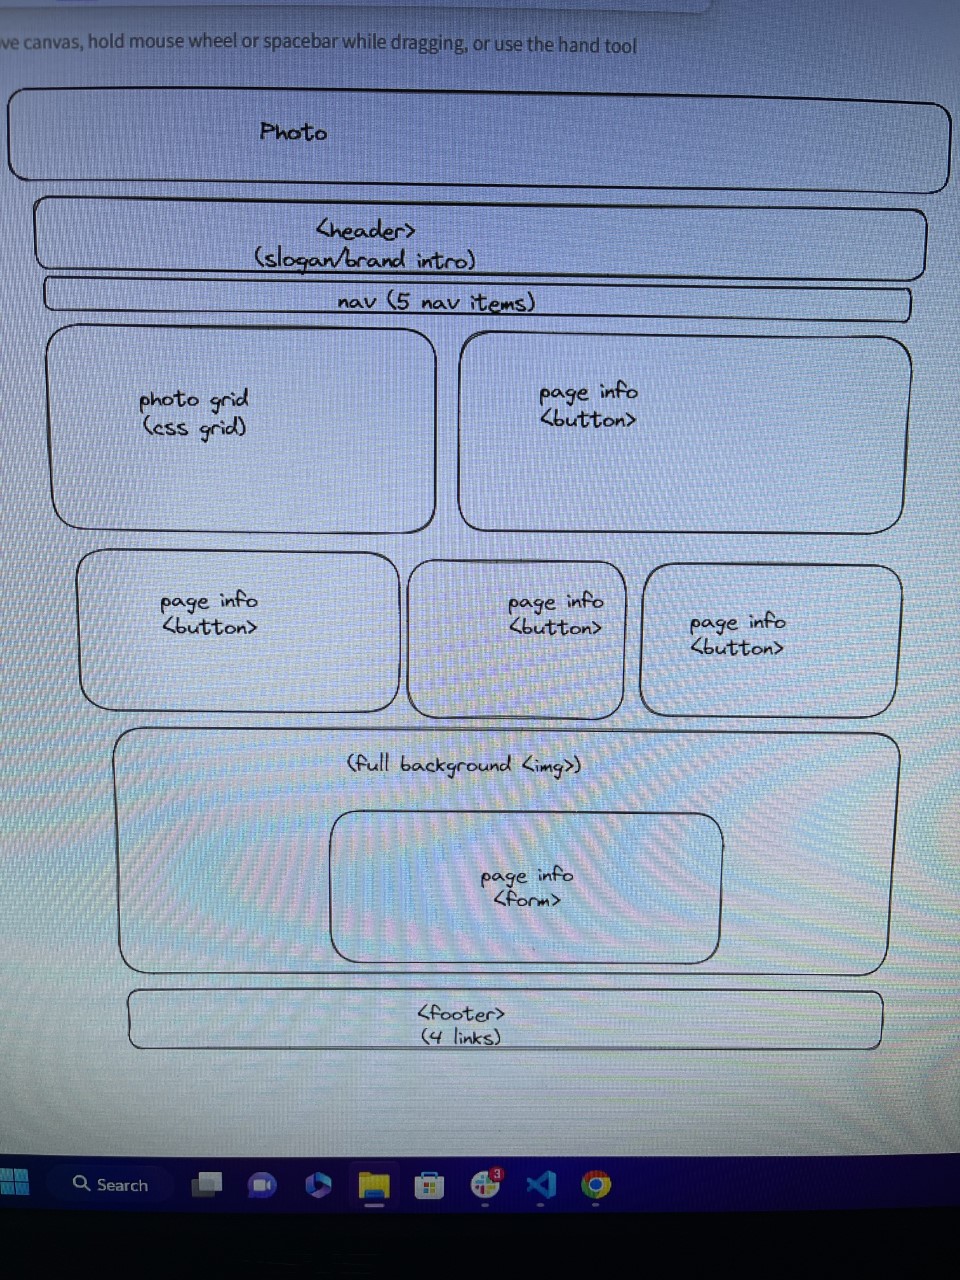 ve canvas, hold mouse wheel or spacebar while dragging, or use the hand tool
Photo
<header>
(slogan/brand intro)
nav (5 nav items)
photo grid
(css grid)
page info
<button>
page info
<button>
page info
<button>
page info
<button>
(full background <img>)
page info
<form>
<footer>
(4 links)
Search
3